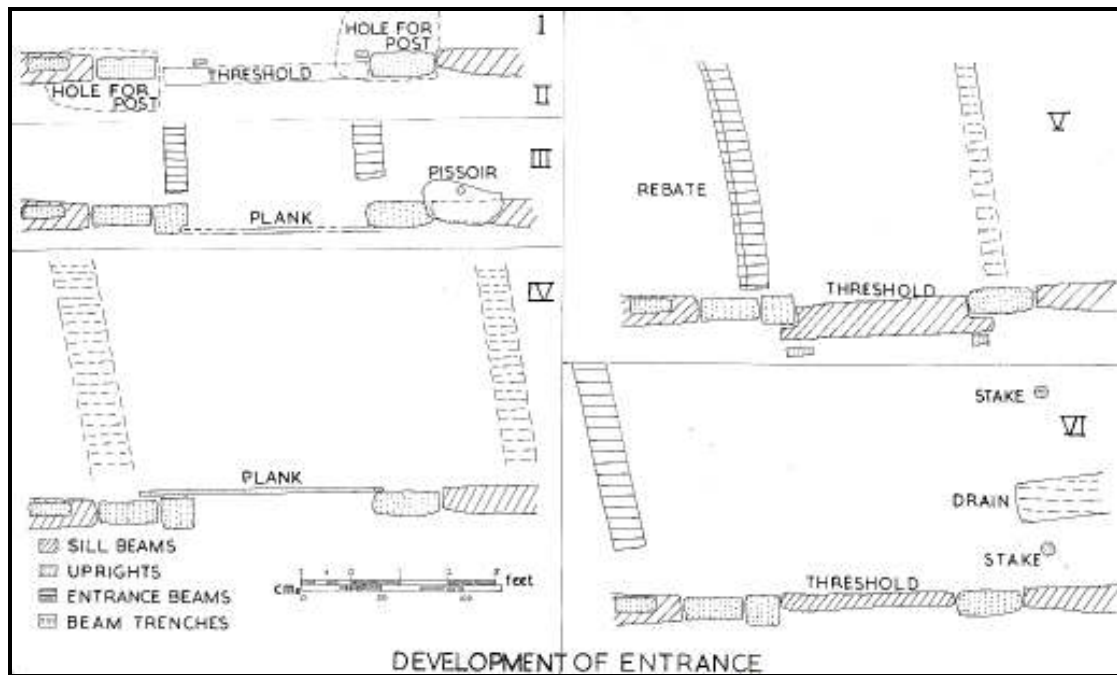 I
HOLE FOR
POST
THRESHOLD
HOLE FOR
POST
II
III
PISSOIR
PLANK
IV
PLANK
SILL BEAMS
UPRIGHTS
ENTRANCE BEAMS
BEAM TRENCHES
feet
cms
V
REBATE
THRESHOLD
VI
STAKE
DRAIN
STAKE
THRESHOLD
DEVELOPMENT OF ENTRANCE